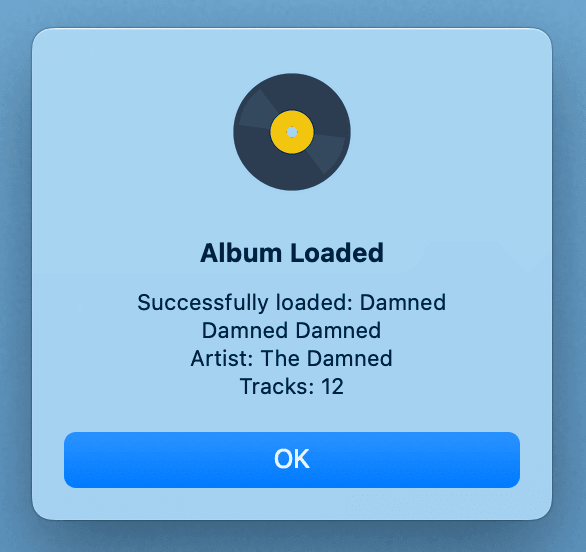 Album Loaded
Successfully loaded: Damned
Damned Damned
Artist: The Damned
Tracks: 12
OK